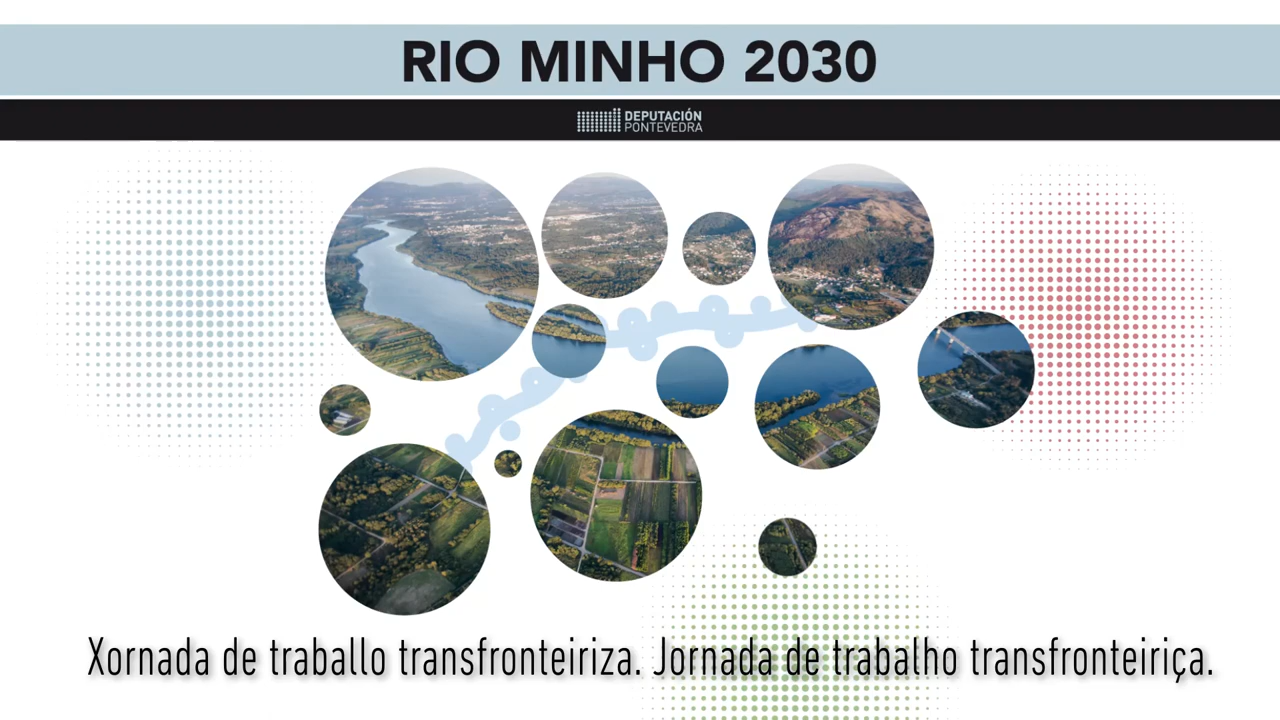 RIO MINHO 2030
DEPUTACIÓN
PONTEVEDRA
Xornada de traballo transfronteiriza. Jornada de trabalho transfronteiriça.